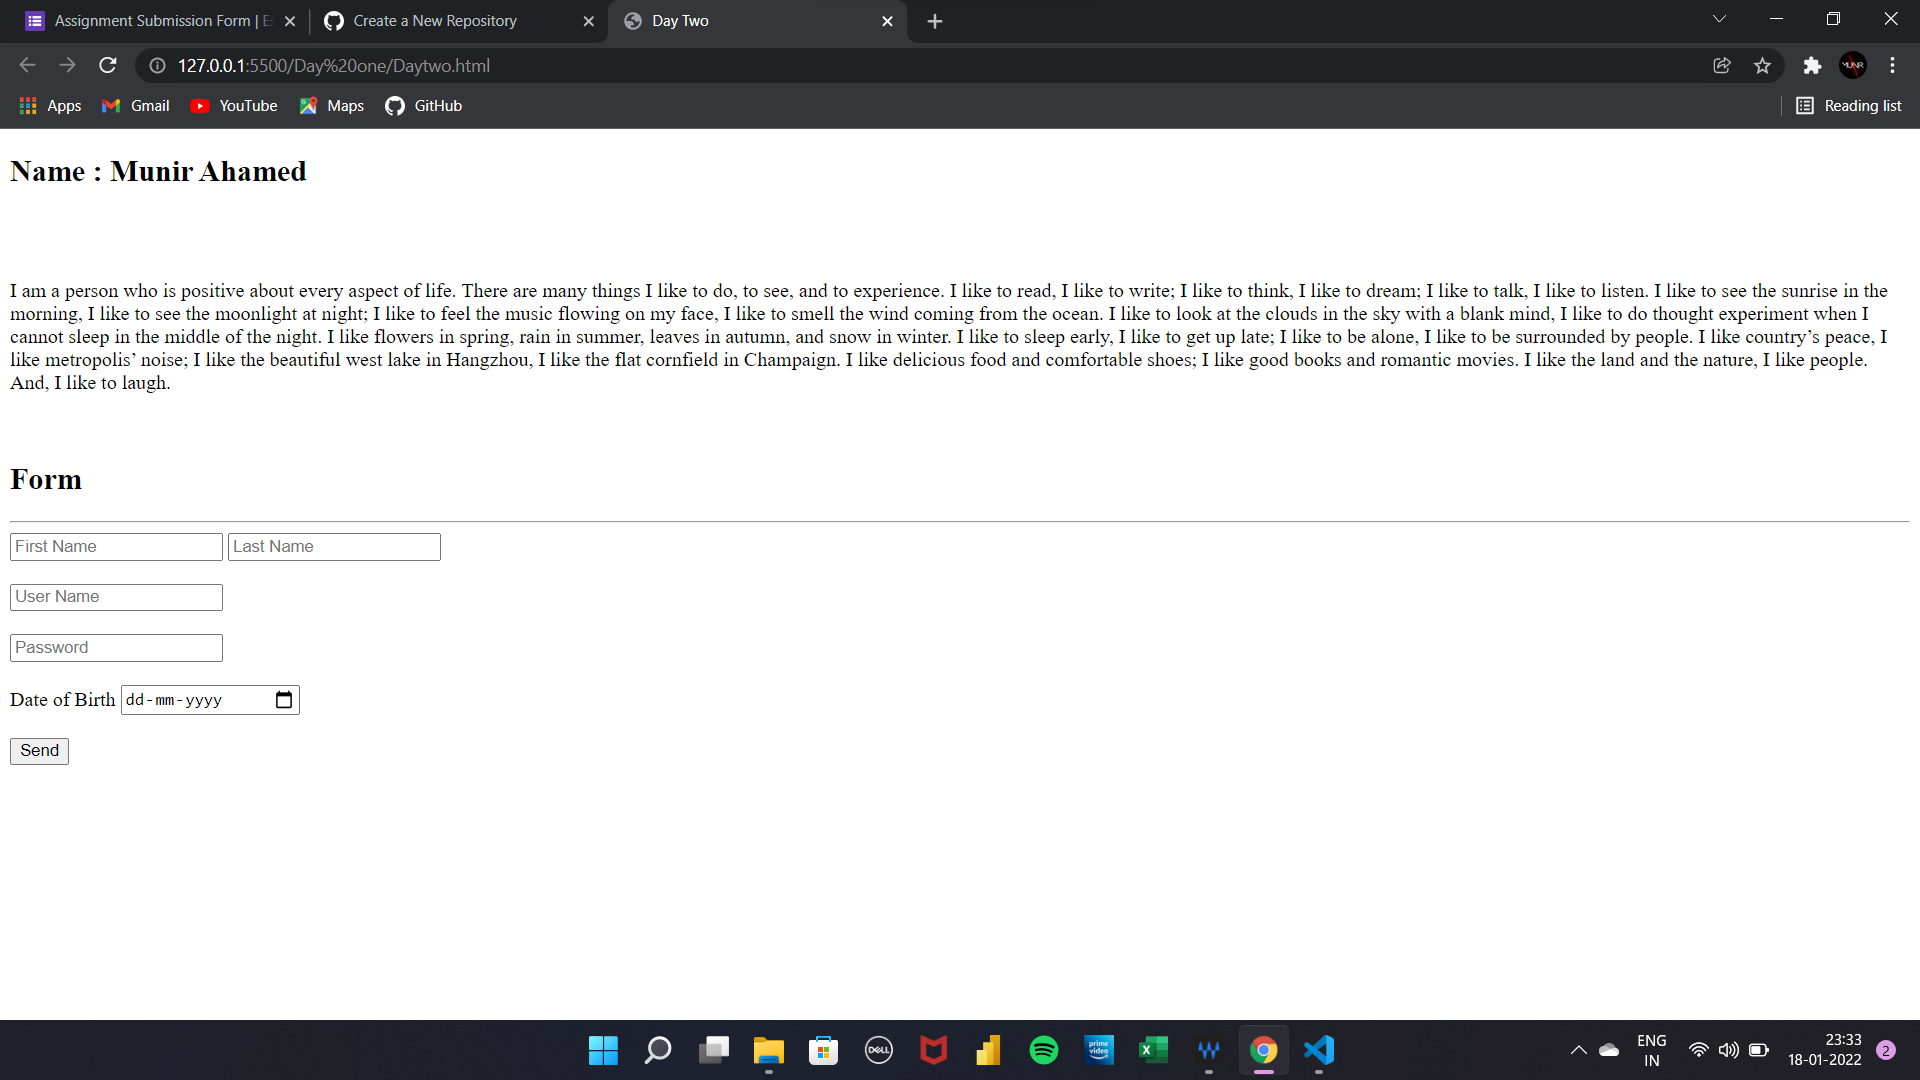 Assignment Submission Form | Es
Create a New Repository
Day Two
127.0.0.1:5500/Day%20one/Daytwo.html
MUNIR
Apps
Gmail
YouTube
Maps
GitHub
Reading list
Name : Munir Ahamed
I am a person who is positive about every aspect of life. There are many things I like to do, to see, and to experience. I like to read, I like to write; I like to think, I like to dream; I like to talk, I like to listen. I like to see the sunrise in the
morning, I like to see the moonlight at night; I like to feel the music flowing on my face, I like to smell the wind coming from the ocean. I like to look at the clouds in the sky with a blank mind, I like to do thought experiment when I
cannot sleep in the middle of the night. I like flowers in spring, rain in summer, leaves in autumn, and snow in winter. I like to sleep early, I like to get up late; I like to be alone, I like to be surrounded by people. I like country’s peace, I
like metropolis’ noise; I like the beautiful west lake in Hangzhou, I like the flat cornfield in Champaign. I like delicious food and comfortable shoes; I like good books and romantic movies. I like the land and the nature, I like people.
And, I like to laugh.
Form
First Name Last Name
User Name
Password
Date of Birth dd-mm-yyyy
Send
DELL
prime video
X
ENG
IN
23:33
18-01-2022
2